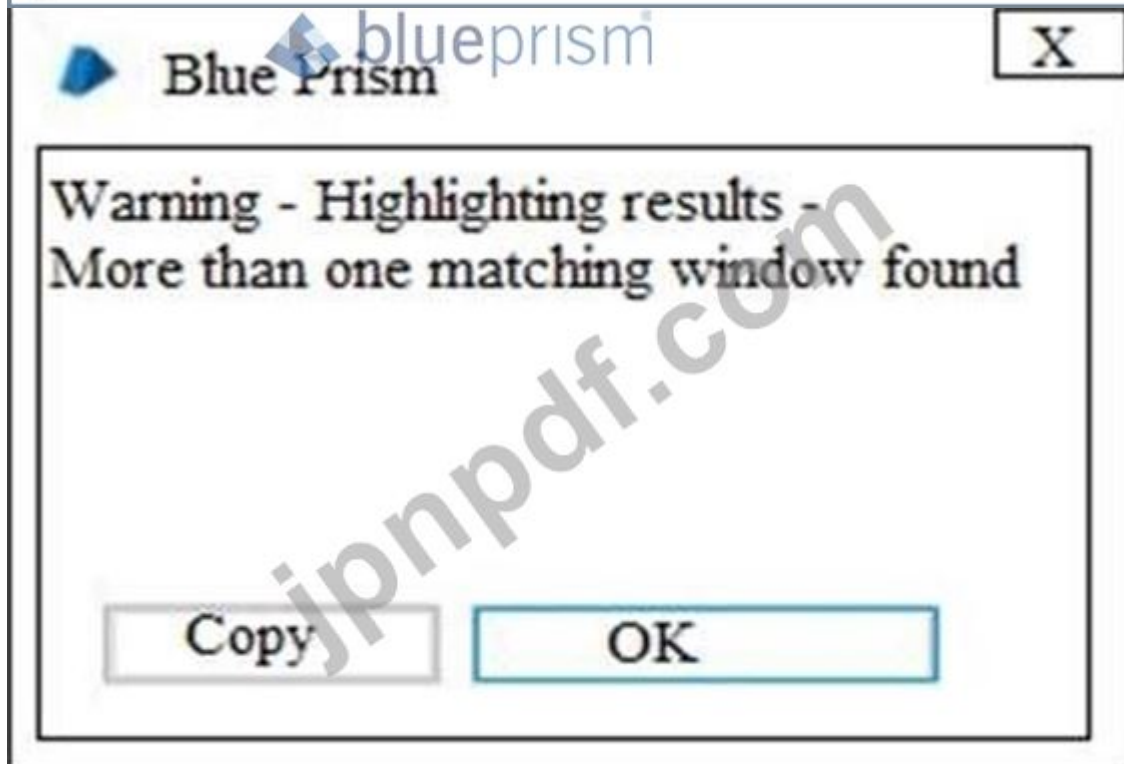 blueprism
Blue Prism
X
Warning - Highlighting results -
More than one matching window found
jpnpdf.com
Copy
OK